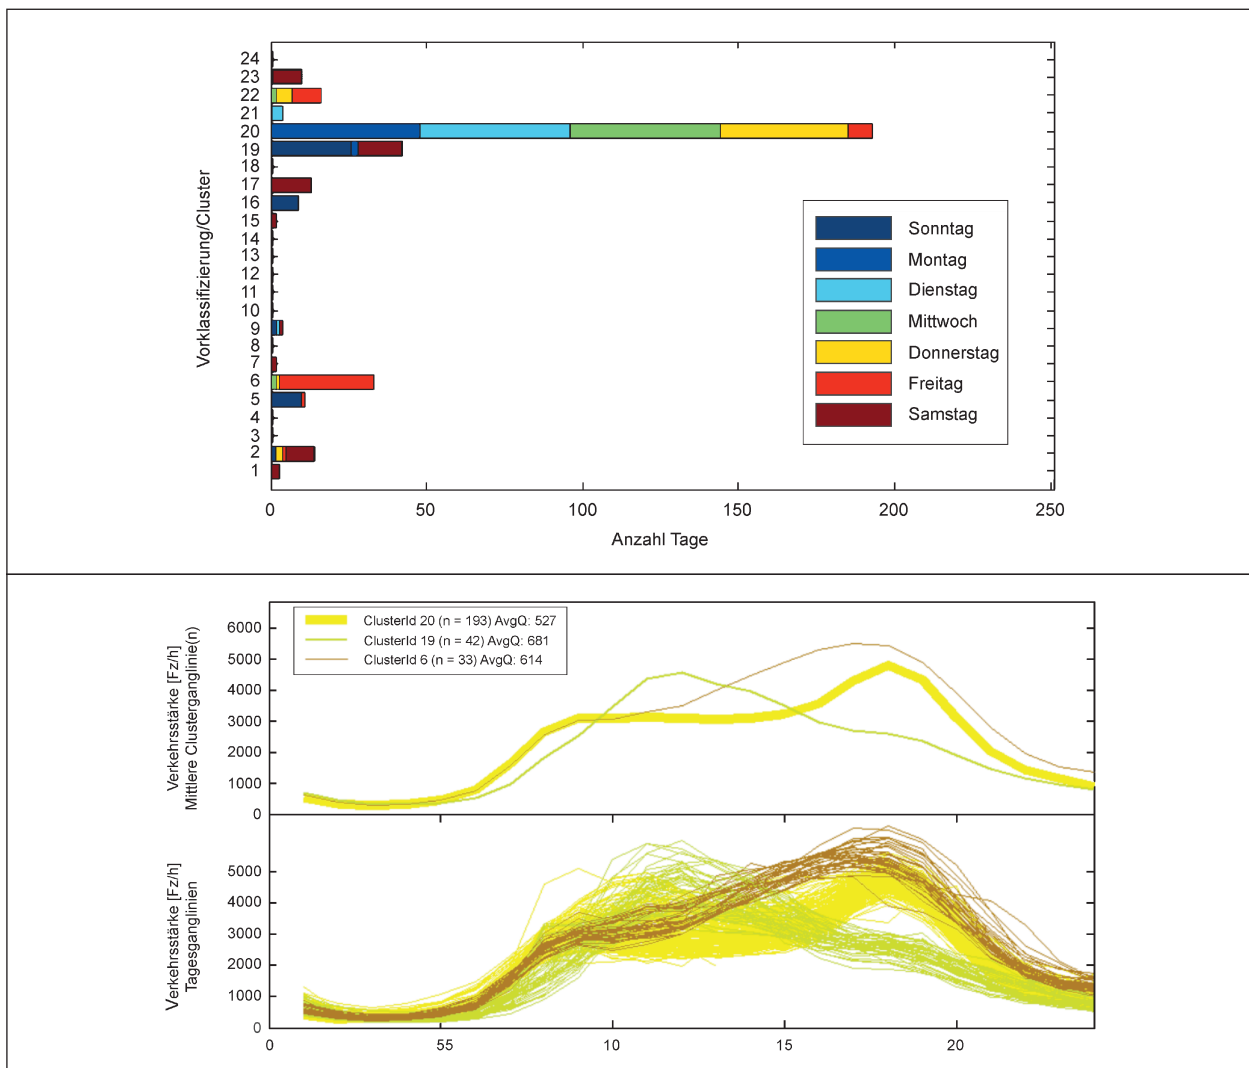 24
23
22
21
20
19
18
17
16
15
14
13
12
11
10
9
8
7
6
5
4
3
2
1
Vorklassifizierung/Cluster
Sonntag
Montag
Dienstag
Mittwoch
Donnerstag
Freitag
Samstag
0 50 100 150 200 250
Anzahl Tage
ClusterId 20 (n = 193) AvgQ: 527
ClusterId 19 (n = 42) AvgQ: 681
ClusterId 6 (n = 33) AvgQ: 614
6000
5000
4000
3000
2000
1000
0
Verkehrsstärke [Fz/h]
Mittlere Clusterganglinie(n)
5000
4000
3000
2000
1000
0
Verkehrsstärke [Fz/h]
Tagesganglinien
0 55 10 15 20